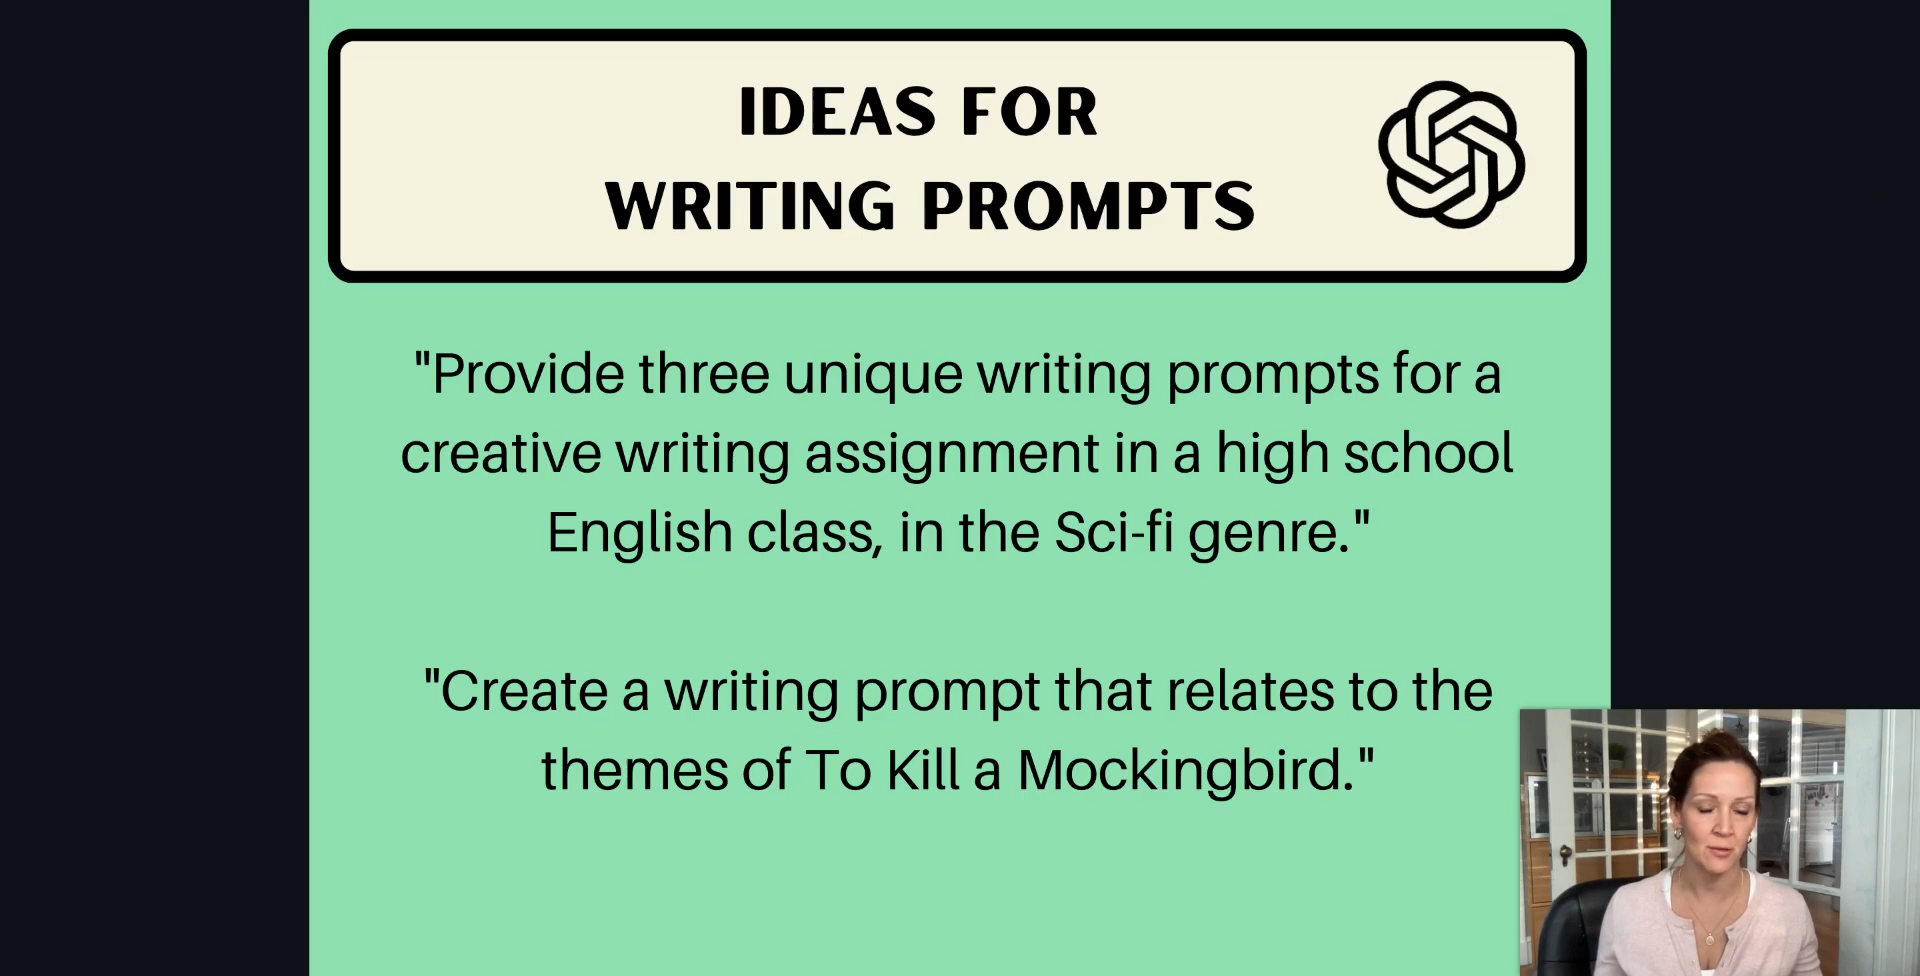 IDEAS FOR
WRITING PROMPTS
"Provide three unique writing prompts for a
creative writing assignment in a high school
English class, in the Sci-fi genre."
"Create a writing prompt that relates to the
themes of To Kill a Mockingbird."